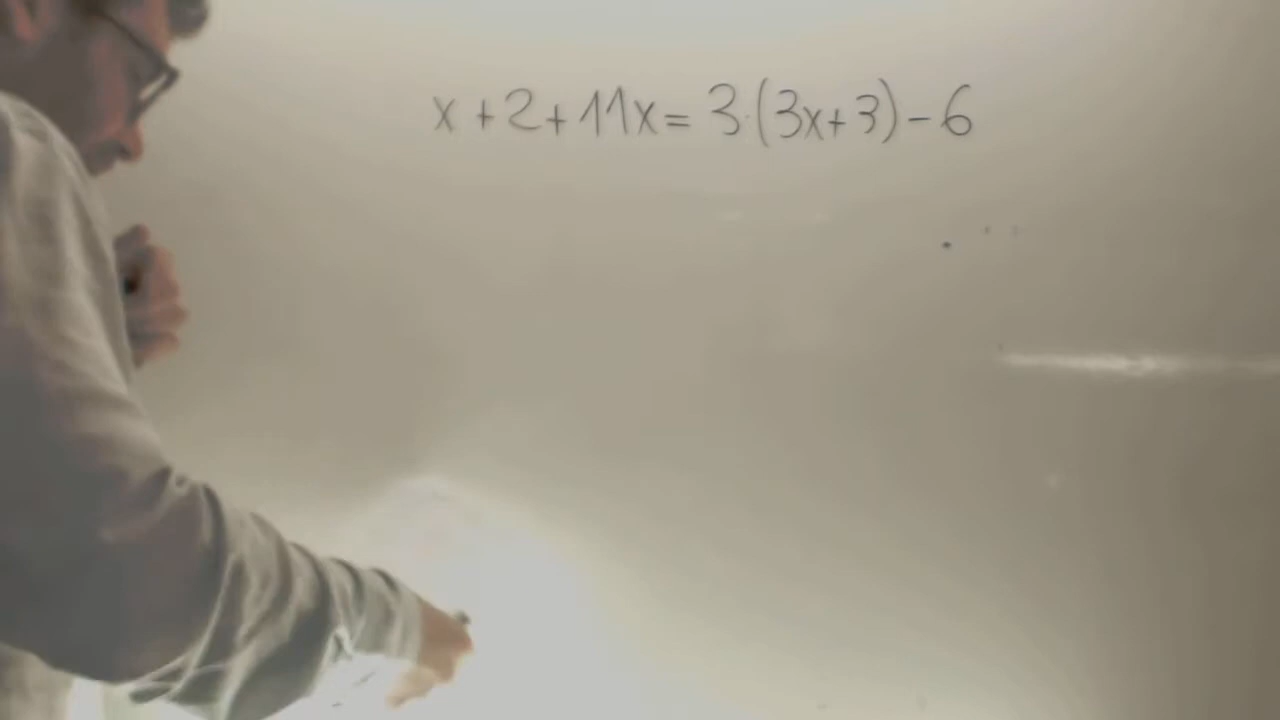 x + 2 + 11x = 3·(3x+3) - 6